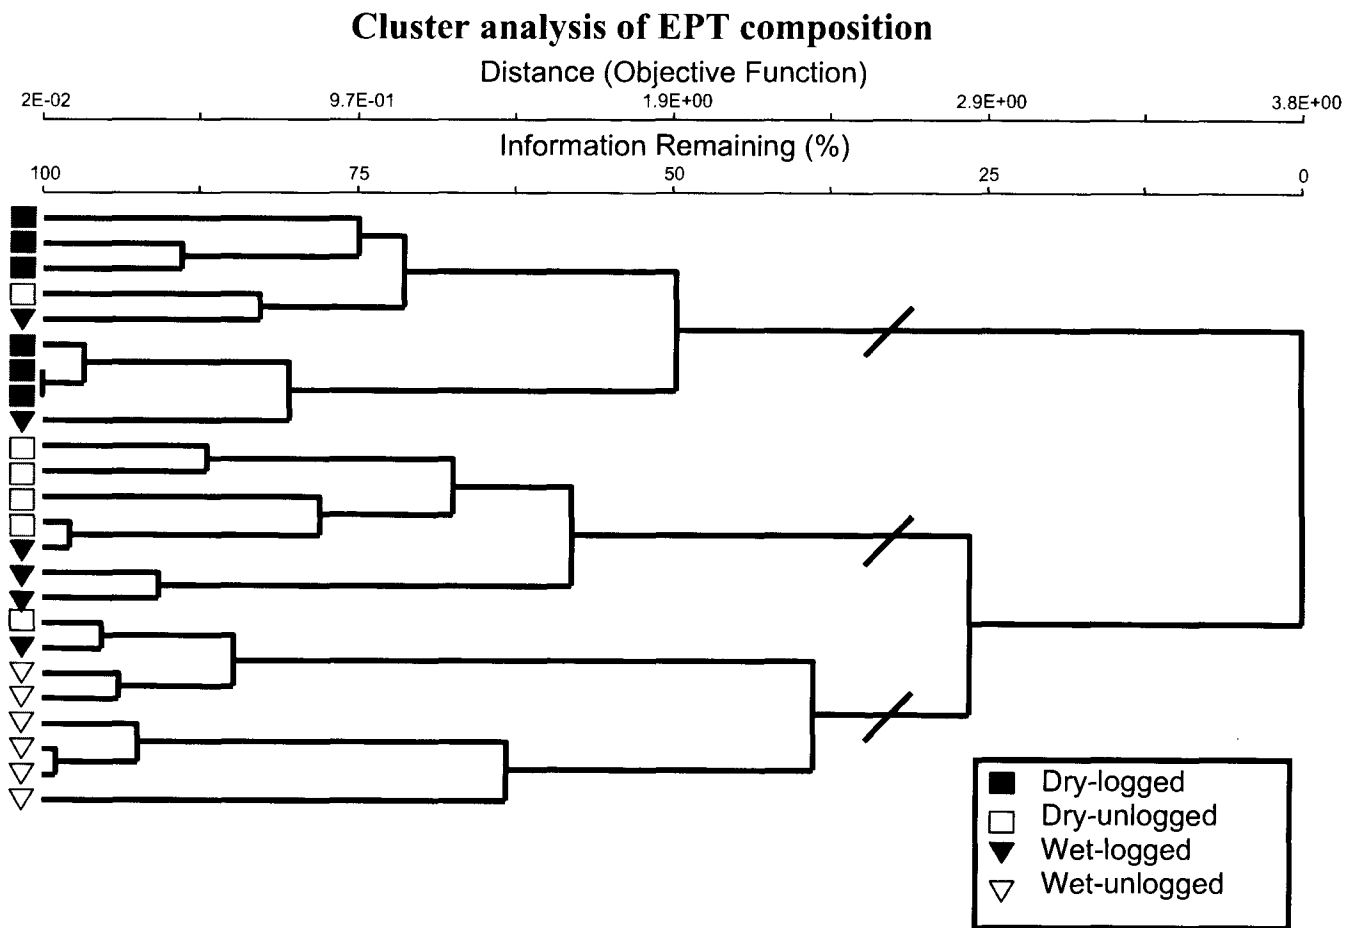 Cluster analysis of EPT composition
Distance (Objective Function)
2E-02 9.7E-01 1.9E+00 2.9E+00 3.8E+00
Information Remaining (%)
100 75 50 25 0
Dry-logged
Dry-unlogged
Wet-logged
Wet-unlogged